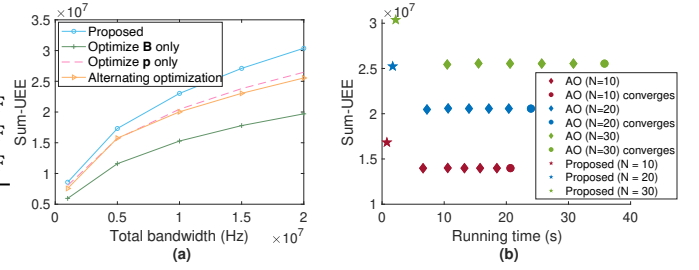 ×10⁷
3.5
3
2.5
2
1.5
1
0.5
Sum-UEE
Proposed
Optimize B only
Optimize p only
Alternating optimization
0
0.5
1
1.5
2
×10⁷
Total bandwidth (Hz)
(a)
×10⁷
3
2.5
2
1.5
1
Sum-UEE
AO (N=10)
AO (N=10) converges
AO (N=20)
AO (N=20) converges
AO (N=30)
AO (N=30) converges
Proposed (N = 10)
Proposed (N = 20)
Proposed (N = 30)
0
10
20
30
40
Running time (s)
(b)